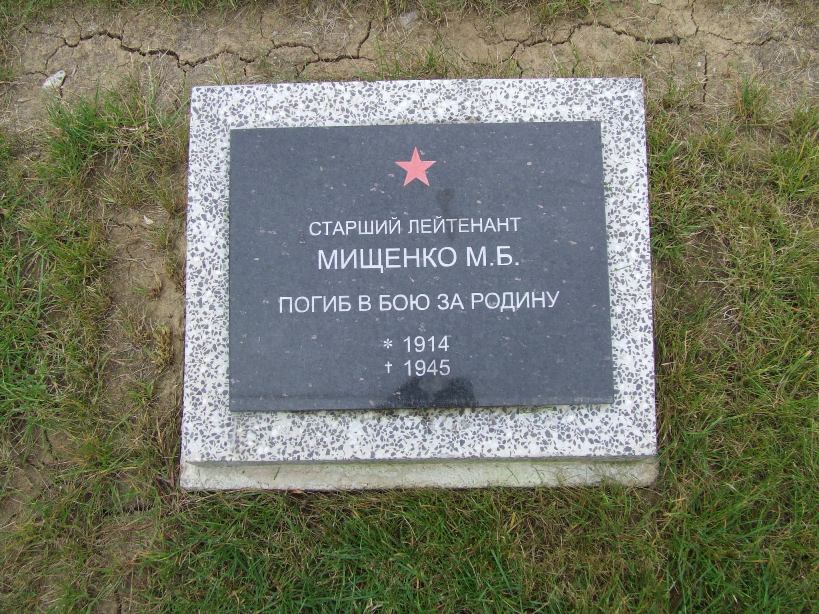 СТАРШИЙ ЛЕЙТЕНАНТ
МИЩЕНКО М.Б.
ПОГИБ В БОЮ ЗА РОДИНУ
* 1914
† 1945